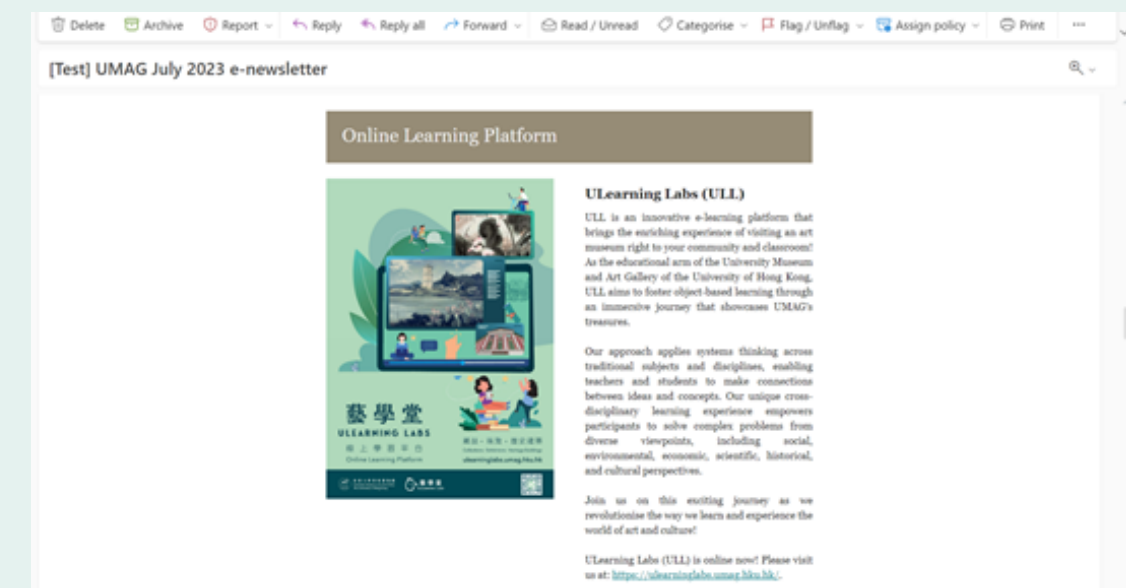 Delete Archive Report Reply Reply all Forward Read / Unread Categorise Flag / Unflag Assign policy Print ...
[Test] UMAG July 2023 e-newsletter
Online Learning Platform
ULearning Labs (ULL)
ULL is an innovative e-learning platform that
brings the enriching experience of visiting an art
museum right to your community and classroom!
As the educational arm of the University Museum
and Art Gallery of the University of Hong Kong,
ULL aims to foster object-based learning through
an immersive journey that showcases UMAG's
treasures.
Our approach applies systems thinking across
traditional subjects and disciplines, enabling
teachers and students to make connections
between ideas and concepts. Our unique cross-
disciplinary learning experience empowers
participants to solve complex problems from
diverse viewpoints, including social,
environmental, economic, scientific, historical,
and cultural perspectives.
Join us on this exciting journey as we
revolutionise the way we learn and experience the
world of art and culture!
ULearning Labs (ULL) is online now! Please visit
us at: https://ulearninglabs.umag.hku.hk/.
藝學堂
ULEARNING LABS
線上學習平台
Online Learning Platform
ulearninglabs.umag.hku.hk